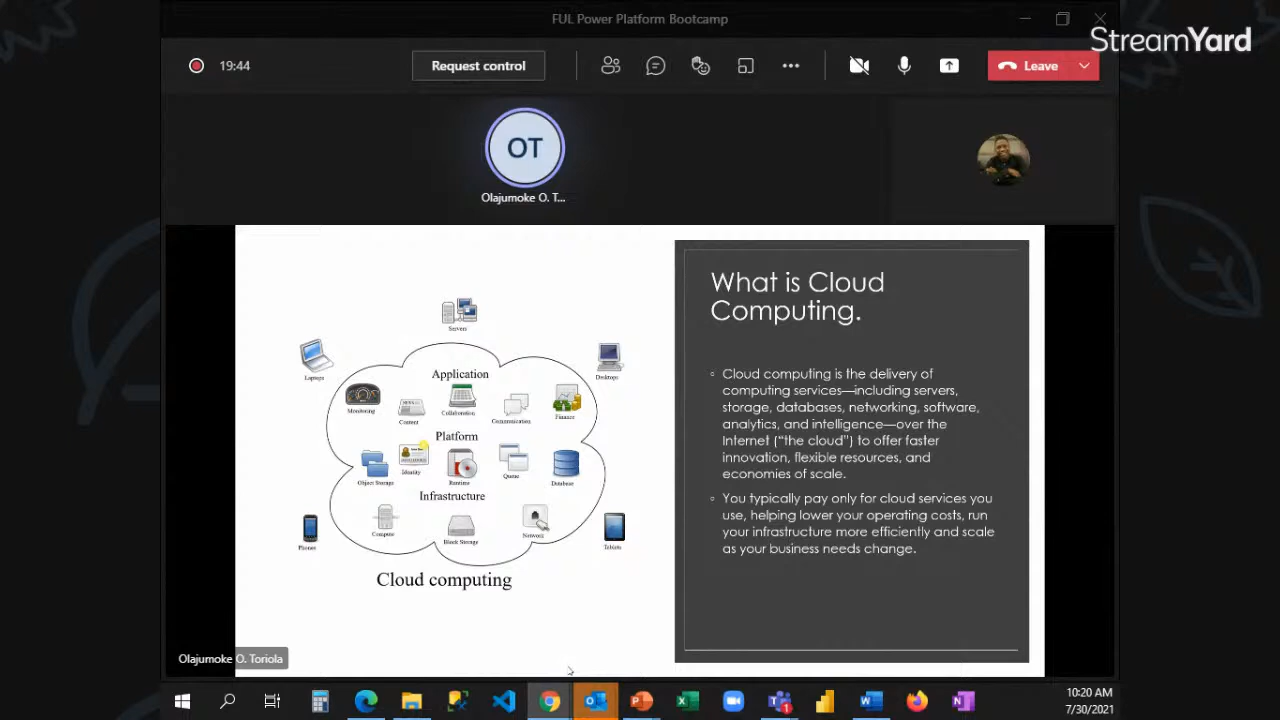 FUL Power Platform Bootcamp
StreamYard
19:44
Request control
Leave
OT
Olajumoke O. T...
What is Cloud
Computing.
Servers
Laptops
Desktops
Application
Monitoring
Content
Collaboration
Communication
Finance
Platform
Object Storage
Identity
Runtime
Queue
Database
Infrastructure
Compute
Block Storage
Network
Phones
Tablets
Cloud computing
▫ Cloud computing is the delivery of
computing services—including servers,
storage, databases, networking, software,
analytics, and intelligence—over the
Internet (“the cloud”) to offer faster
innovation, flexible resources, and
economies of scale.
▫ You typically pay only for cloud services you
use, helping lower your operating costs, run
your infrastructure more efficiently and scale
as your business needs change.
Olajumoke O. Toriola
10:20 AM
7/30/2021